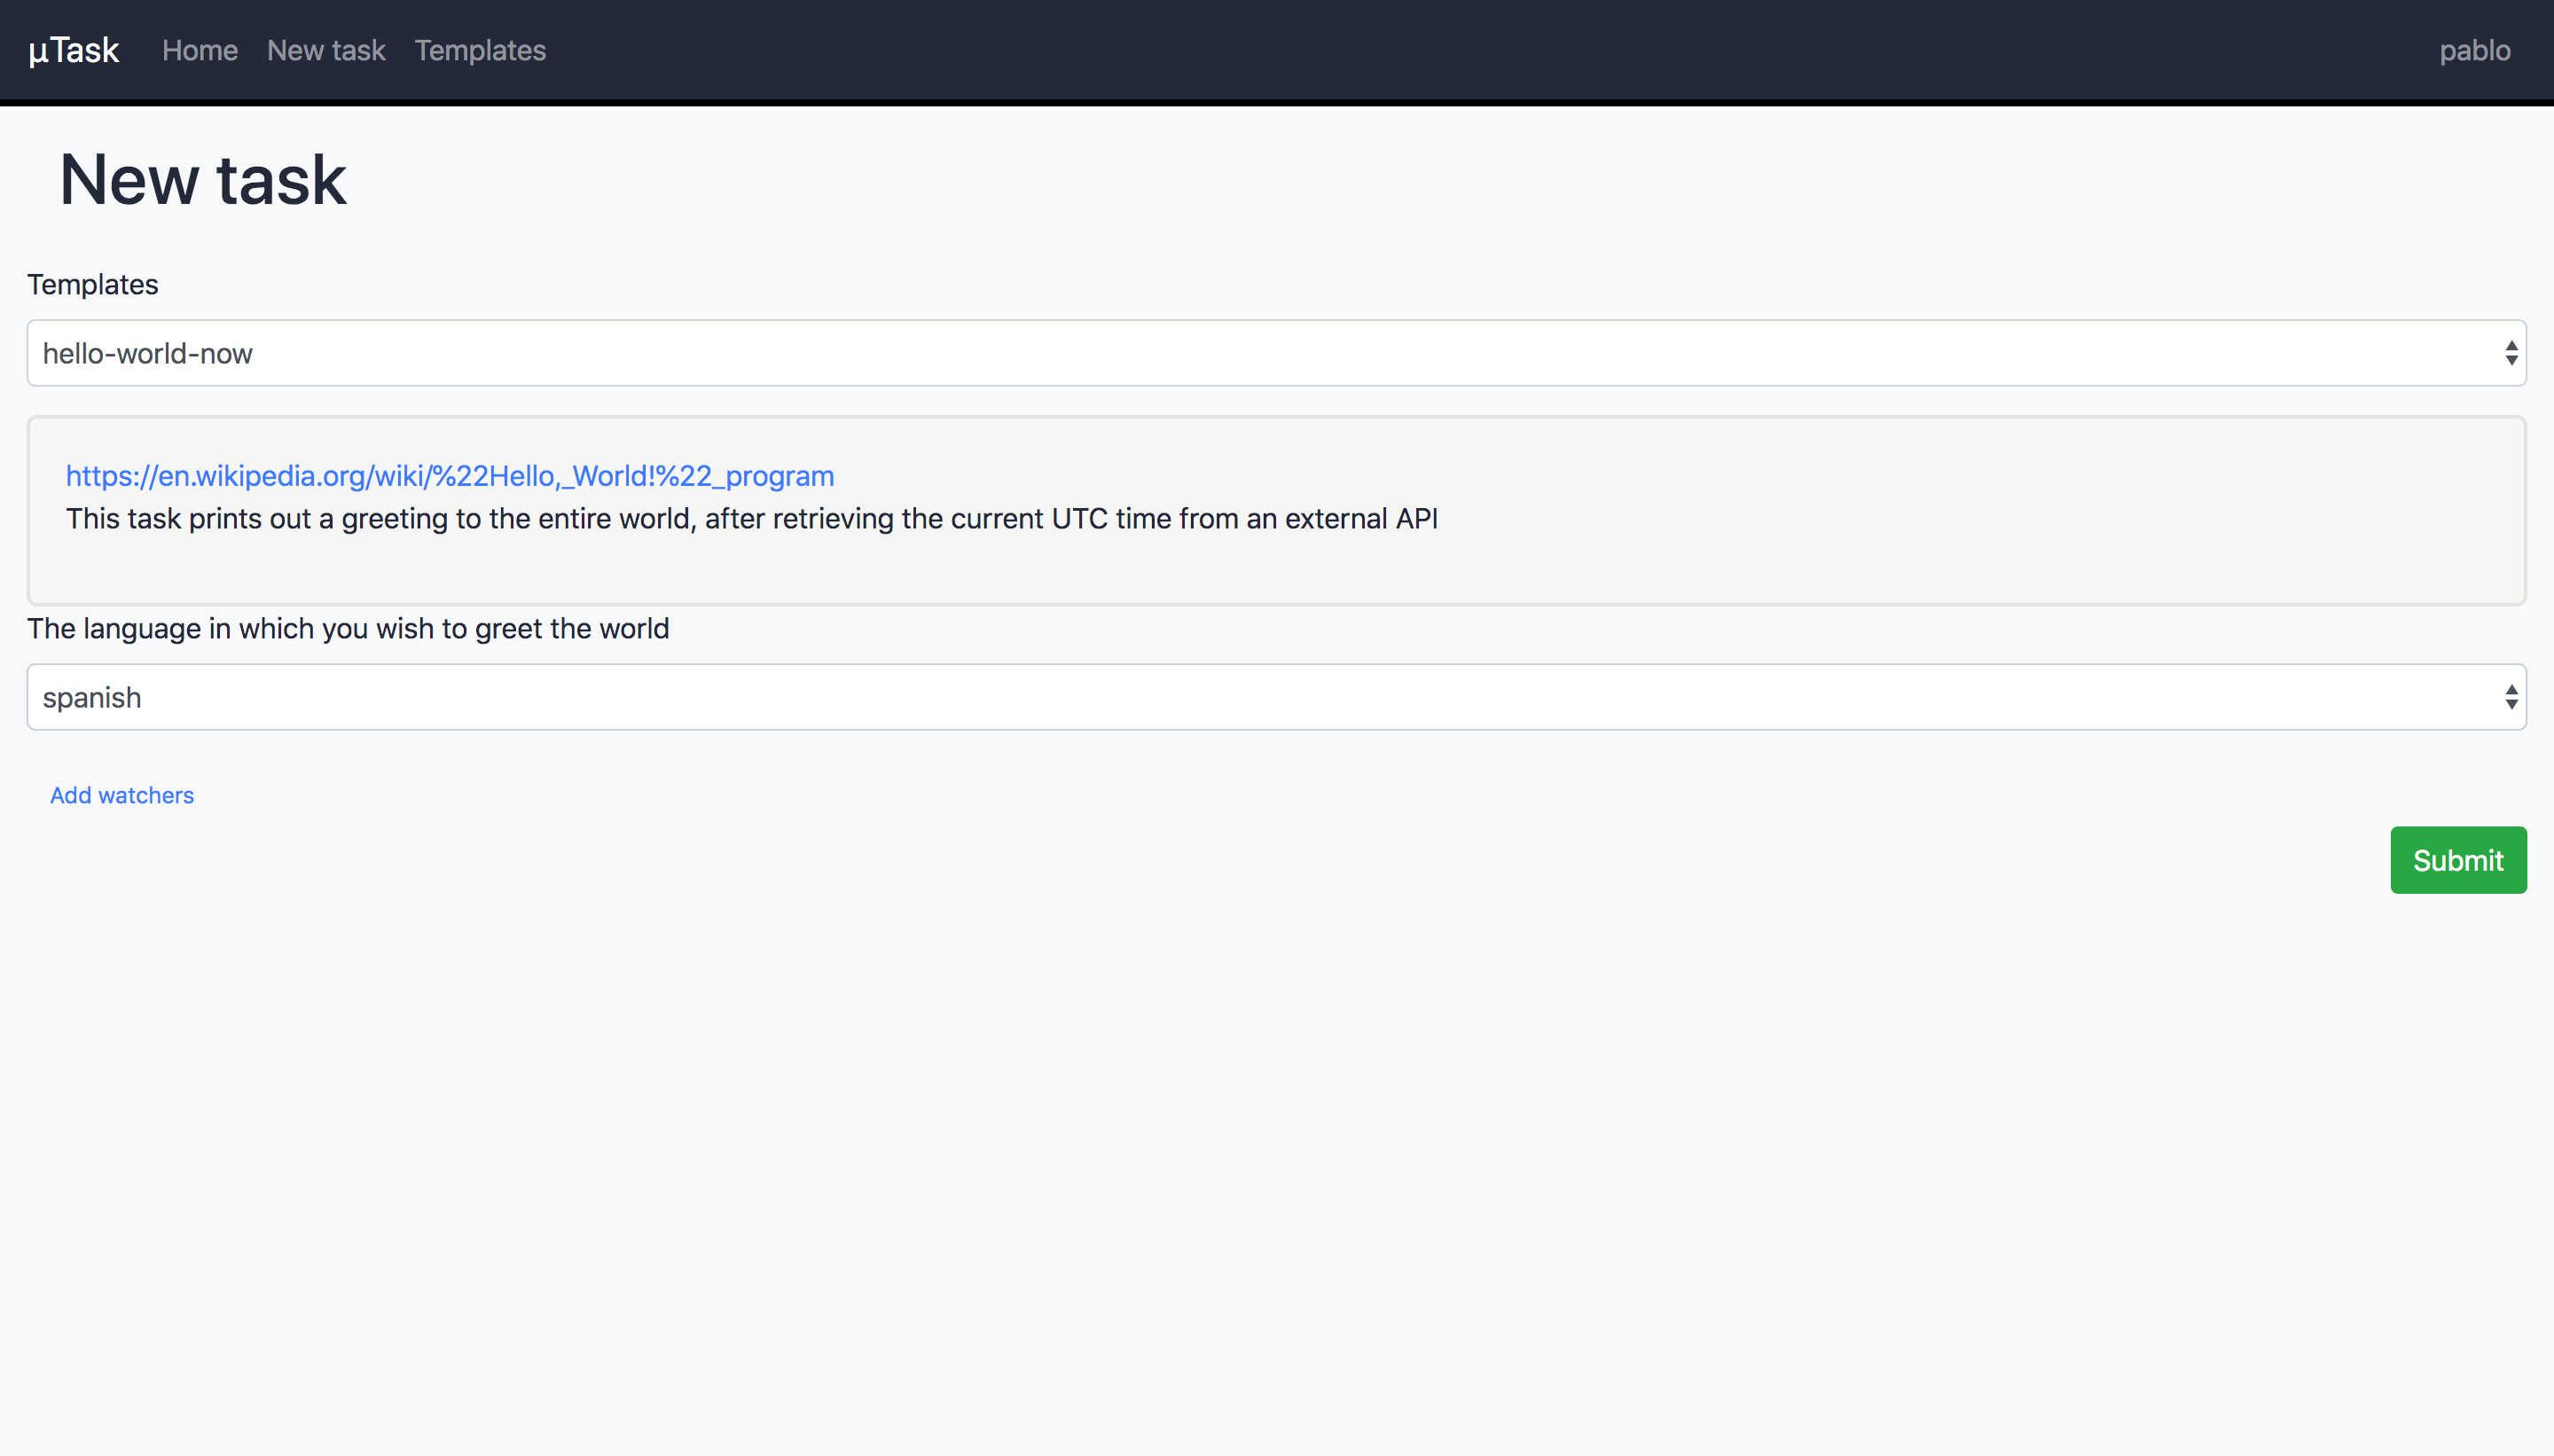 µTask Home New task Templates pablo
New task
Templates
hello-world-now
https://en.wikipedia.org/wiki/%22Hello,_World!%22_program
This task prints out a greeting to the entire world, after retrieving the current UTC time from an external API
The language in which you wish to greet the world
spanish
Add watchers
Submit